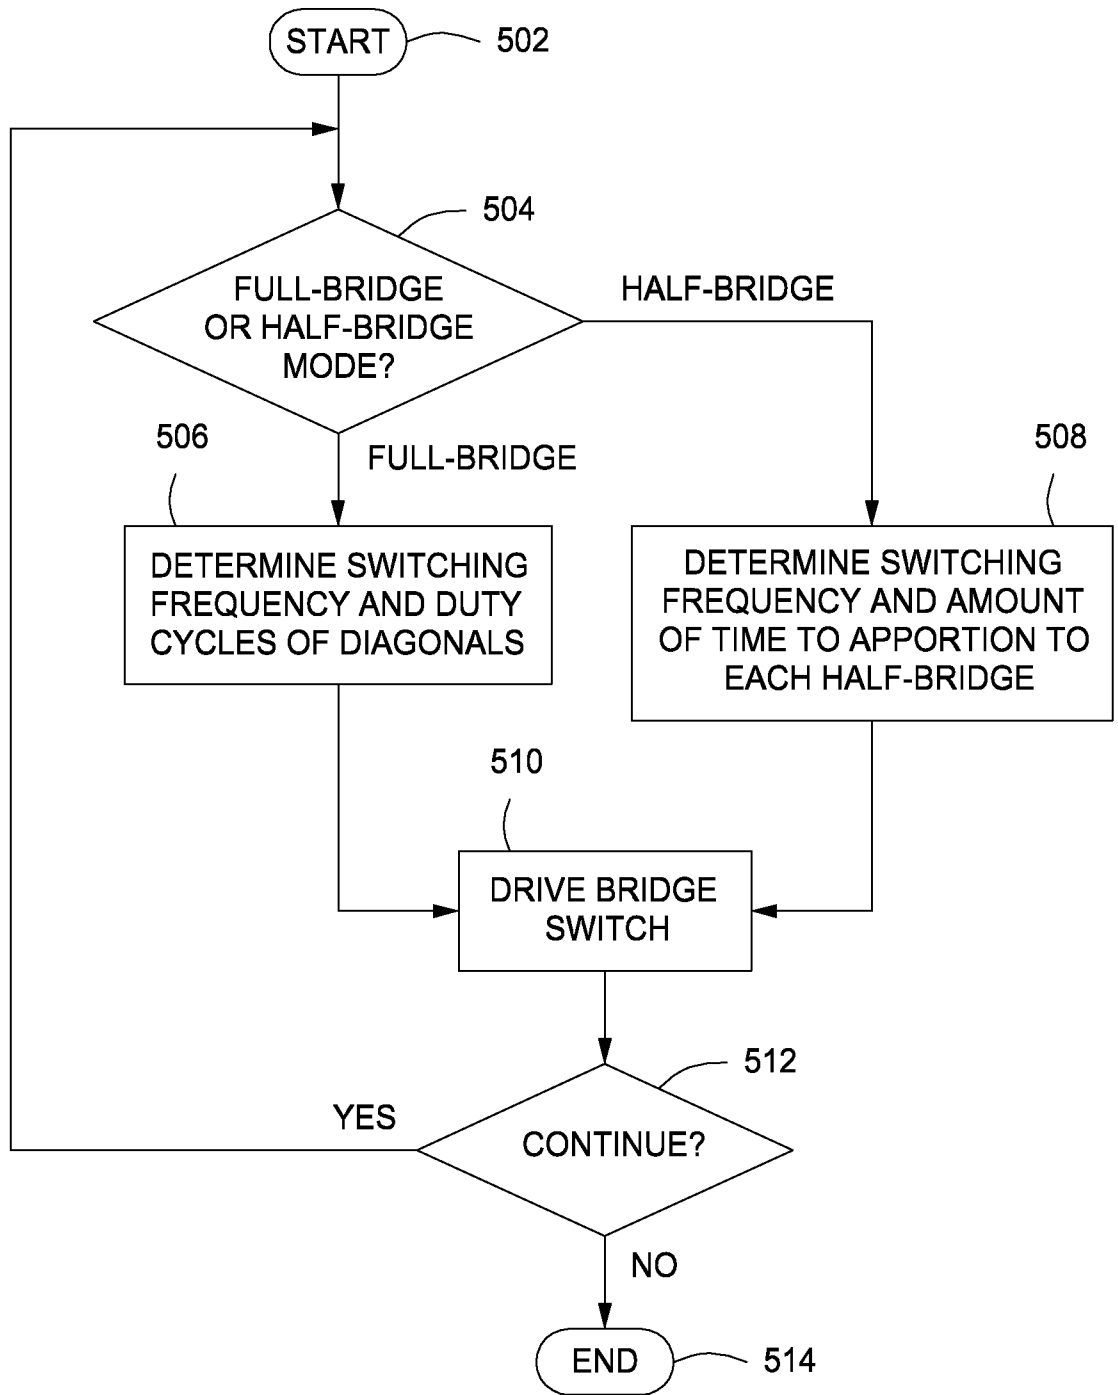 START
502
504
FULL-BRIDGE
OR HALF-BRIDGE
MODE?
HALF-BRIDGE
506
FULL-BRIDGE
508
DETERMINE SWITCHING
FREQUENCY AND DUTY
CYCLES OF DIAGONALS
DETERMINE SWITCHING
FREQUENCY AND AMOUNT
OF TIME TO APPORTION TO
EACH HALF-BRIDGE
510
DRIVE BRIDGE
SWITCH
512
YES
CONTINUE?
NO
END
514